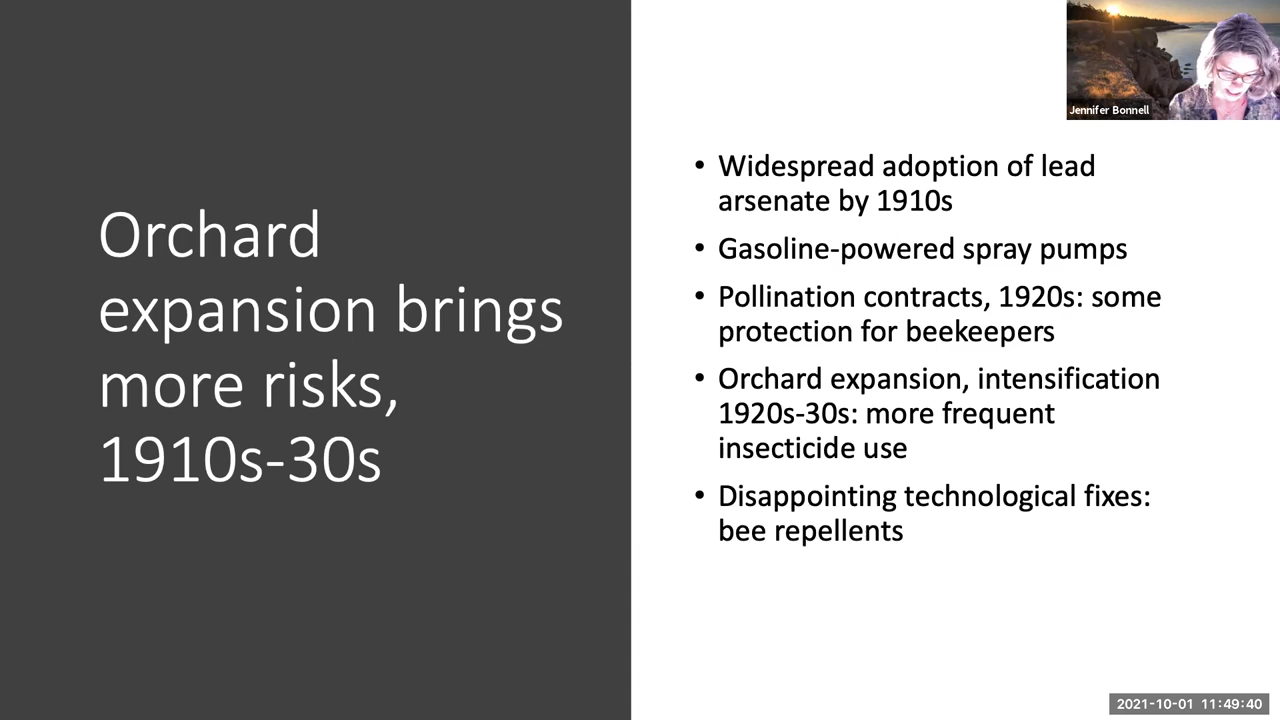 Orchard
expansion brings
more risks,
1910s-30s
Jennifer Bonnell
• Widespread adoption of lead
arsenate by 1910s
• Gasoline-powered spray pumps
• Pollination contracts, 1920s: some
protection for beekeepers
• Orchard expansion, intensification
1920s-30s: more frequent
insecticide use
• Disappointing technological fixes:
bee repellents
2021-10-01 11:49:40